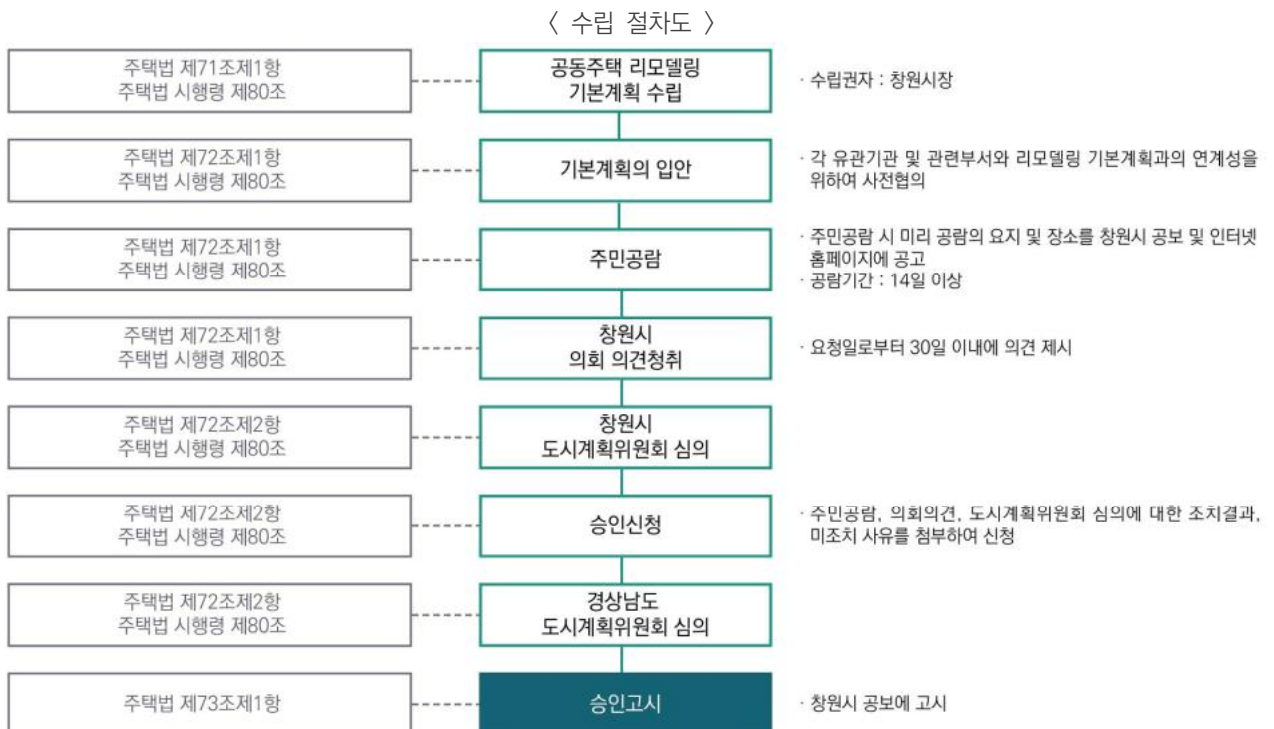 〈 수립 절차도 〉
주택법 제71조제1항
주택법 시행령 제80조
공동주택 리모델링
기본계획 수립
· 수립권자 : 창원시장
주택법 제72조제1항
주택법 시행령 제80조
기본계획의 입안
· 각 유관기관 및 관련부서와 리모델링 기본계획과의 연계성을
위하여 사전협의
주택법 제72조제1항
주택법 시행령 제80조
주민공람
· 주민공람 시 미리 공람의 요지 및 장소를 창원시 공보 및 인터넷
홈페이지에 공고
· 공람기간 : 14일 이상
주택법 제72조제1항
주택법 시행령 제80조
창원시
의회 의견청취
· 요청일로부터 30일 이내에 의견 제시
주택법 제72조제2항
주택법 시행령 제80조
창원시
도시계획위원회 심의
주택법 제72조제2항
주택법 시행령 제80조
승인신청
· 주민공람, 의회의견, 도시계획위원회 심의에 대한 조치결과,
미조치 사유를 첨부하여 신청
주택법 제72조제2항
주택법 시행령 제80조
경상남도
도시계획위원회 심의
주택법 제73조제1항
승인고시
· 창원시 공보에 고시